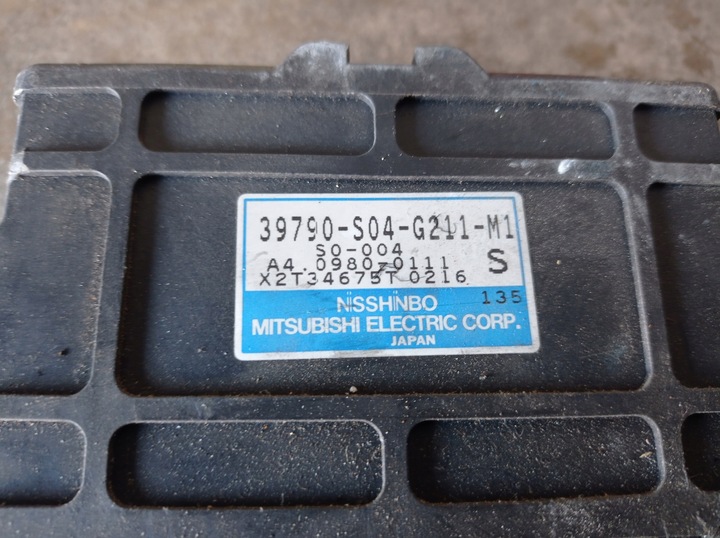 39790-S04-G211-M1
S0-004
A4.0980-0111 S
X2T34675T 0216
135
NiSSHiNBO
MITSUBISHI ELECTRIC CORP.
JAPAN